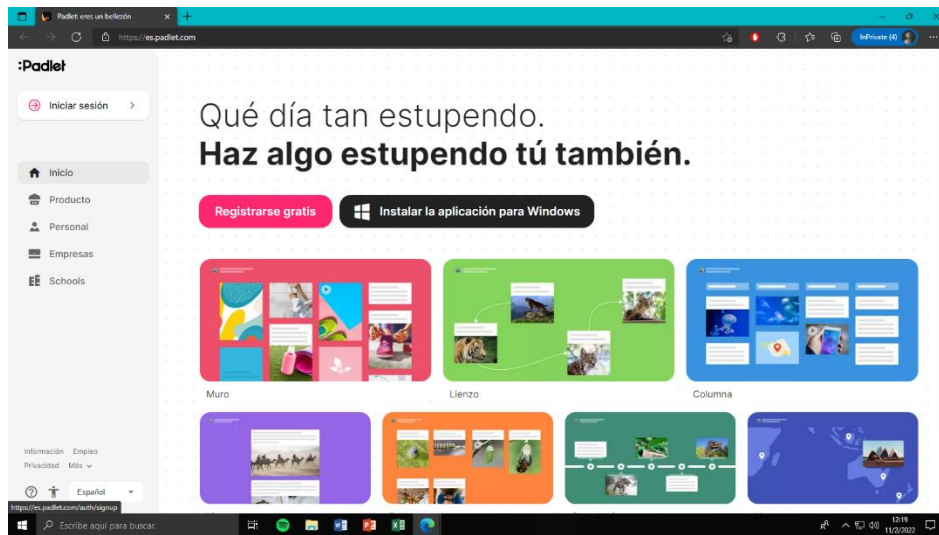 Padlet: eres un bellezón
https://es.padlet.com
InPrivate (4)
:Padlet
Iniciar sesión
Inicio
Producto
Personal
Empresas
Schools
Información Empleo
Privacidad Más
Español
https://es.padlet.com/auth/signup
Qué día tan estupendo.
Haz algo estupendo tú también.
Registrarse gratis
Instalar la aplicación para Windows
Muro
Lienzo
Columna
Escribe aquí para buscar.
12:19
11/2/2022